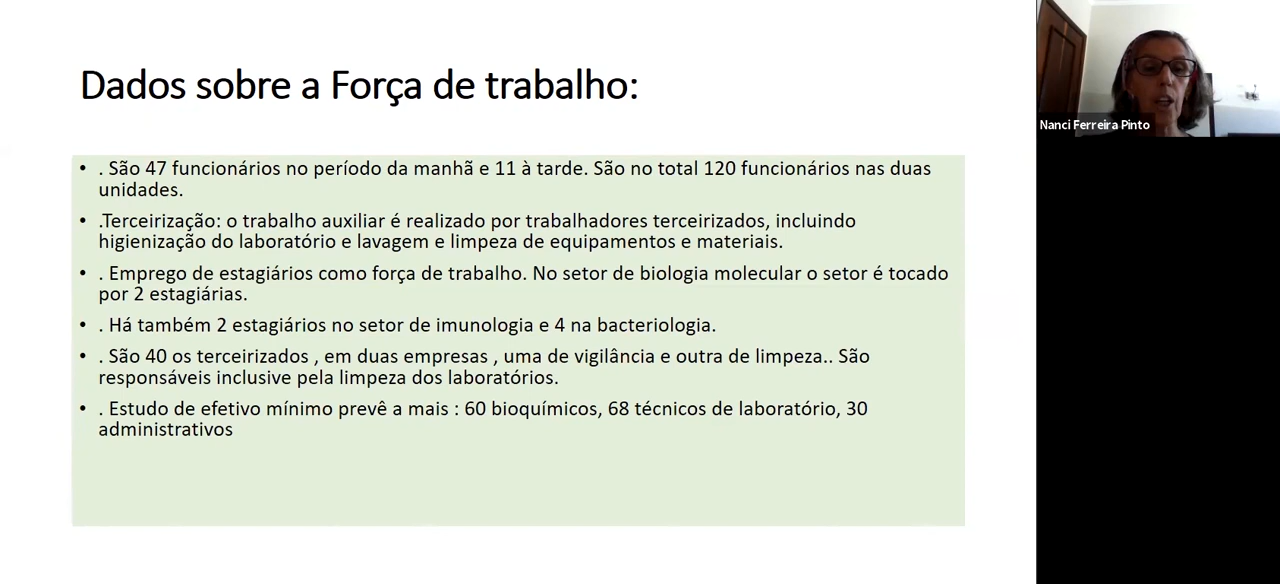 Dados sobre a Força de trabalho:
• . São 47 funcionários no período da manhã e 11 à tarde. São no total 120 funcionários nas duas
unidades.
• .Terceirização: o trabalho auxiliar é realizado por trabalhadores terceirizados, incluindo
higienização do laboratório e lavagem e limpeza de equipamentos e materiais.
• . Emprego de estagiários como força de trabalho. No setor de biologia molecular o setor é tocado
por 2 estagiárias.
• . Há também 2 estagiários no setor de imunologia e 4 na bacteriologia.
• . São 40 os terceirizados , em duas empresas , uma de vigilância e outra de limpeza.. São
responsáveis inclusive pela limpeza dos laboratórios.
• . Estudo de efetivo mínimo prevê a mais : 60 bioquímicos, 68 técnicos de laboratório, 30
administrativos
Nanci Ferreira Pinto